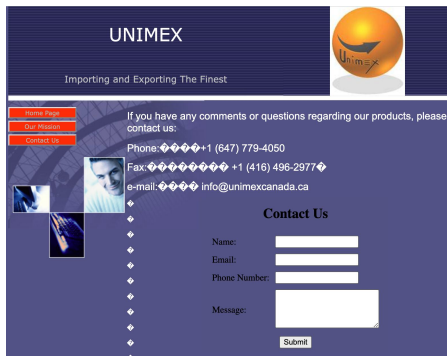 UNIMEX
Unimex
Importing and Exporting The Finest
Home Page
Our Mission
Contact Us
If you have any comments or questions regarding our products, please
contact us:
Phone:����+1 (647) 779-4050
Fax:�������� +1 (416) 496-2977�
e-mail:���� info@unimexcanada.ca
�
Contact Us
�
�
Name:
�
Email:
�
Phone Number:
�
�
Message:
�
�
�
Submit
�